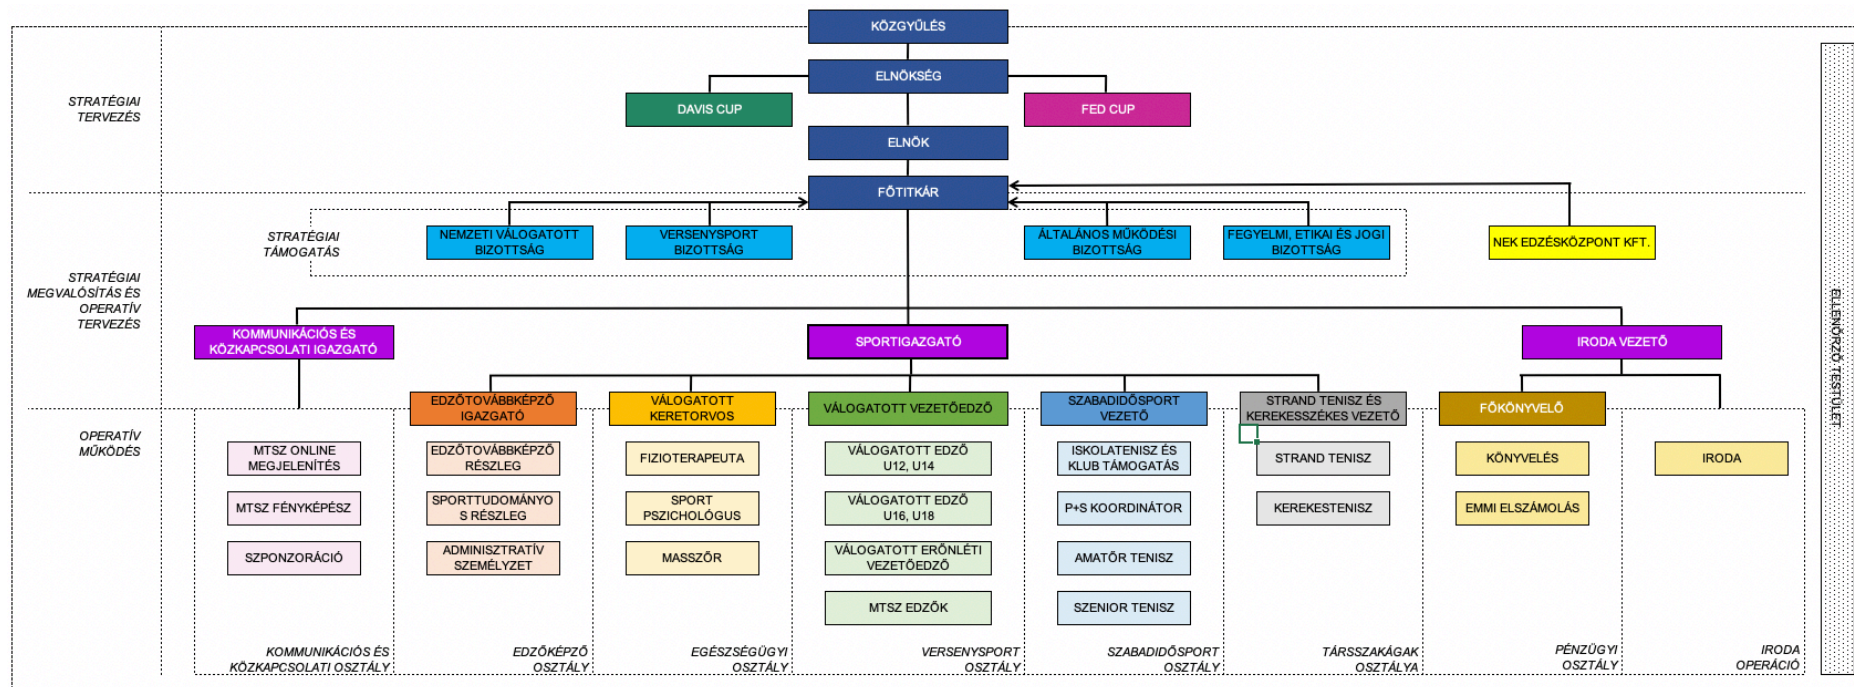 KÖZGYŰLÉS
ELNÖKSÉG
STRATÉGIAI
TERVEZÉS
DAVIS CUP
FED CUP
ELNÖK
FŐTITKÁR
STRATÉGIAI
TÁMOGATÁS
NEMZETI VÁLOGATOTT
BIZOTTSÁG
VERSENYSPORT
BIZOTTSÁG
ÁLTALÁNOS MŰKÖDÉSI
BIZOTTSÁG
FEGYELMI, ETIKAI ÉS JOGI
BIZOTTSÁG
NEK EDZÉSKÖZPONT KFT.
STRATÉGIAI
MEGVALÓSÍTÁS ÉS
OPERATÍV
TERVEZÉS
KOMMUNIKÁCIÓS ÉS
KÖZKAPCSOLATI IGAZGATÓ
SPORTIGAZGATÓ
IRODA VEZETŐ
ELLENŐRZŐ TESTÜLET
EDZŐTOVÁBBKÉPZŐ
IGAZGATÓ
VÁLOGATOTT
KERETORVOS
VÁLOGATOTT VEZETŐEDZŐ
SZABADIDŐSPORT
VEZETŐ
STRAND TENISZ ÉS
KEREKESSZÉKES VEZETŐ
FŐKÖNYVELŐ
OPERATÍV
MŰKÖDÉS
MTSZ ONLINE
MEGJELENÍTÉS
MTSZ FÉNYKÉPÉSZ
SZPONZORÁCIÓ
EDZŐTOVÁBBKÉPZŐ
RÉSZLEG
SPORTTUDOMÁNYO
S RÉSZLEG
ADMINISZTRATÍV
SZEMÉLYZET
FIZIOTERAPEUTA
SPORT
PSZICHOLÓGUS
MASSZŐR
VÁLOGATOTT EDZŐ
U12, U14
VÁLOGATOTT EDZŐ
U16, U18
VÁLOGATOTT ERŐNLÉTI
VEZETŐEDZŐ
MTSZ EDZŐK
ISKOLATENISZ ÉS
KLUB TÁMOGATÁS
P+S KOORDINÁTOR
AMATŐR TENISZ
SZENIOR TENISZ
STRAND TENISZ
KEREKESTENISZ
KÖNYVELÉS
EMMI ELSZÁMOLÁS
IRODA
KOMMUNIKÁCIÓS ÉS
KÖZKAPCSOLATI OSZTÁLY
EDZŐKÉPZŐ
OSZTÁLY
EGÉSZSÉGÜGYI
OSZTÁLY
VERSENYSPORT
OSZTÁLY
SZABADIDŐSPORT
OSZTÁLY
TÁRSSZAKÁGAK
OSZTÁLYA
PÉNZÜGYI
OSZTÁLY
IRODA
OPERÁCIÓ